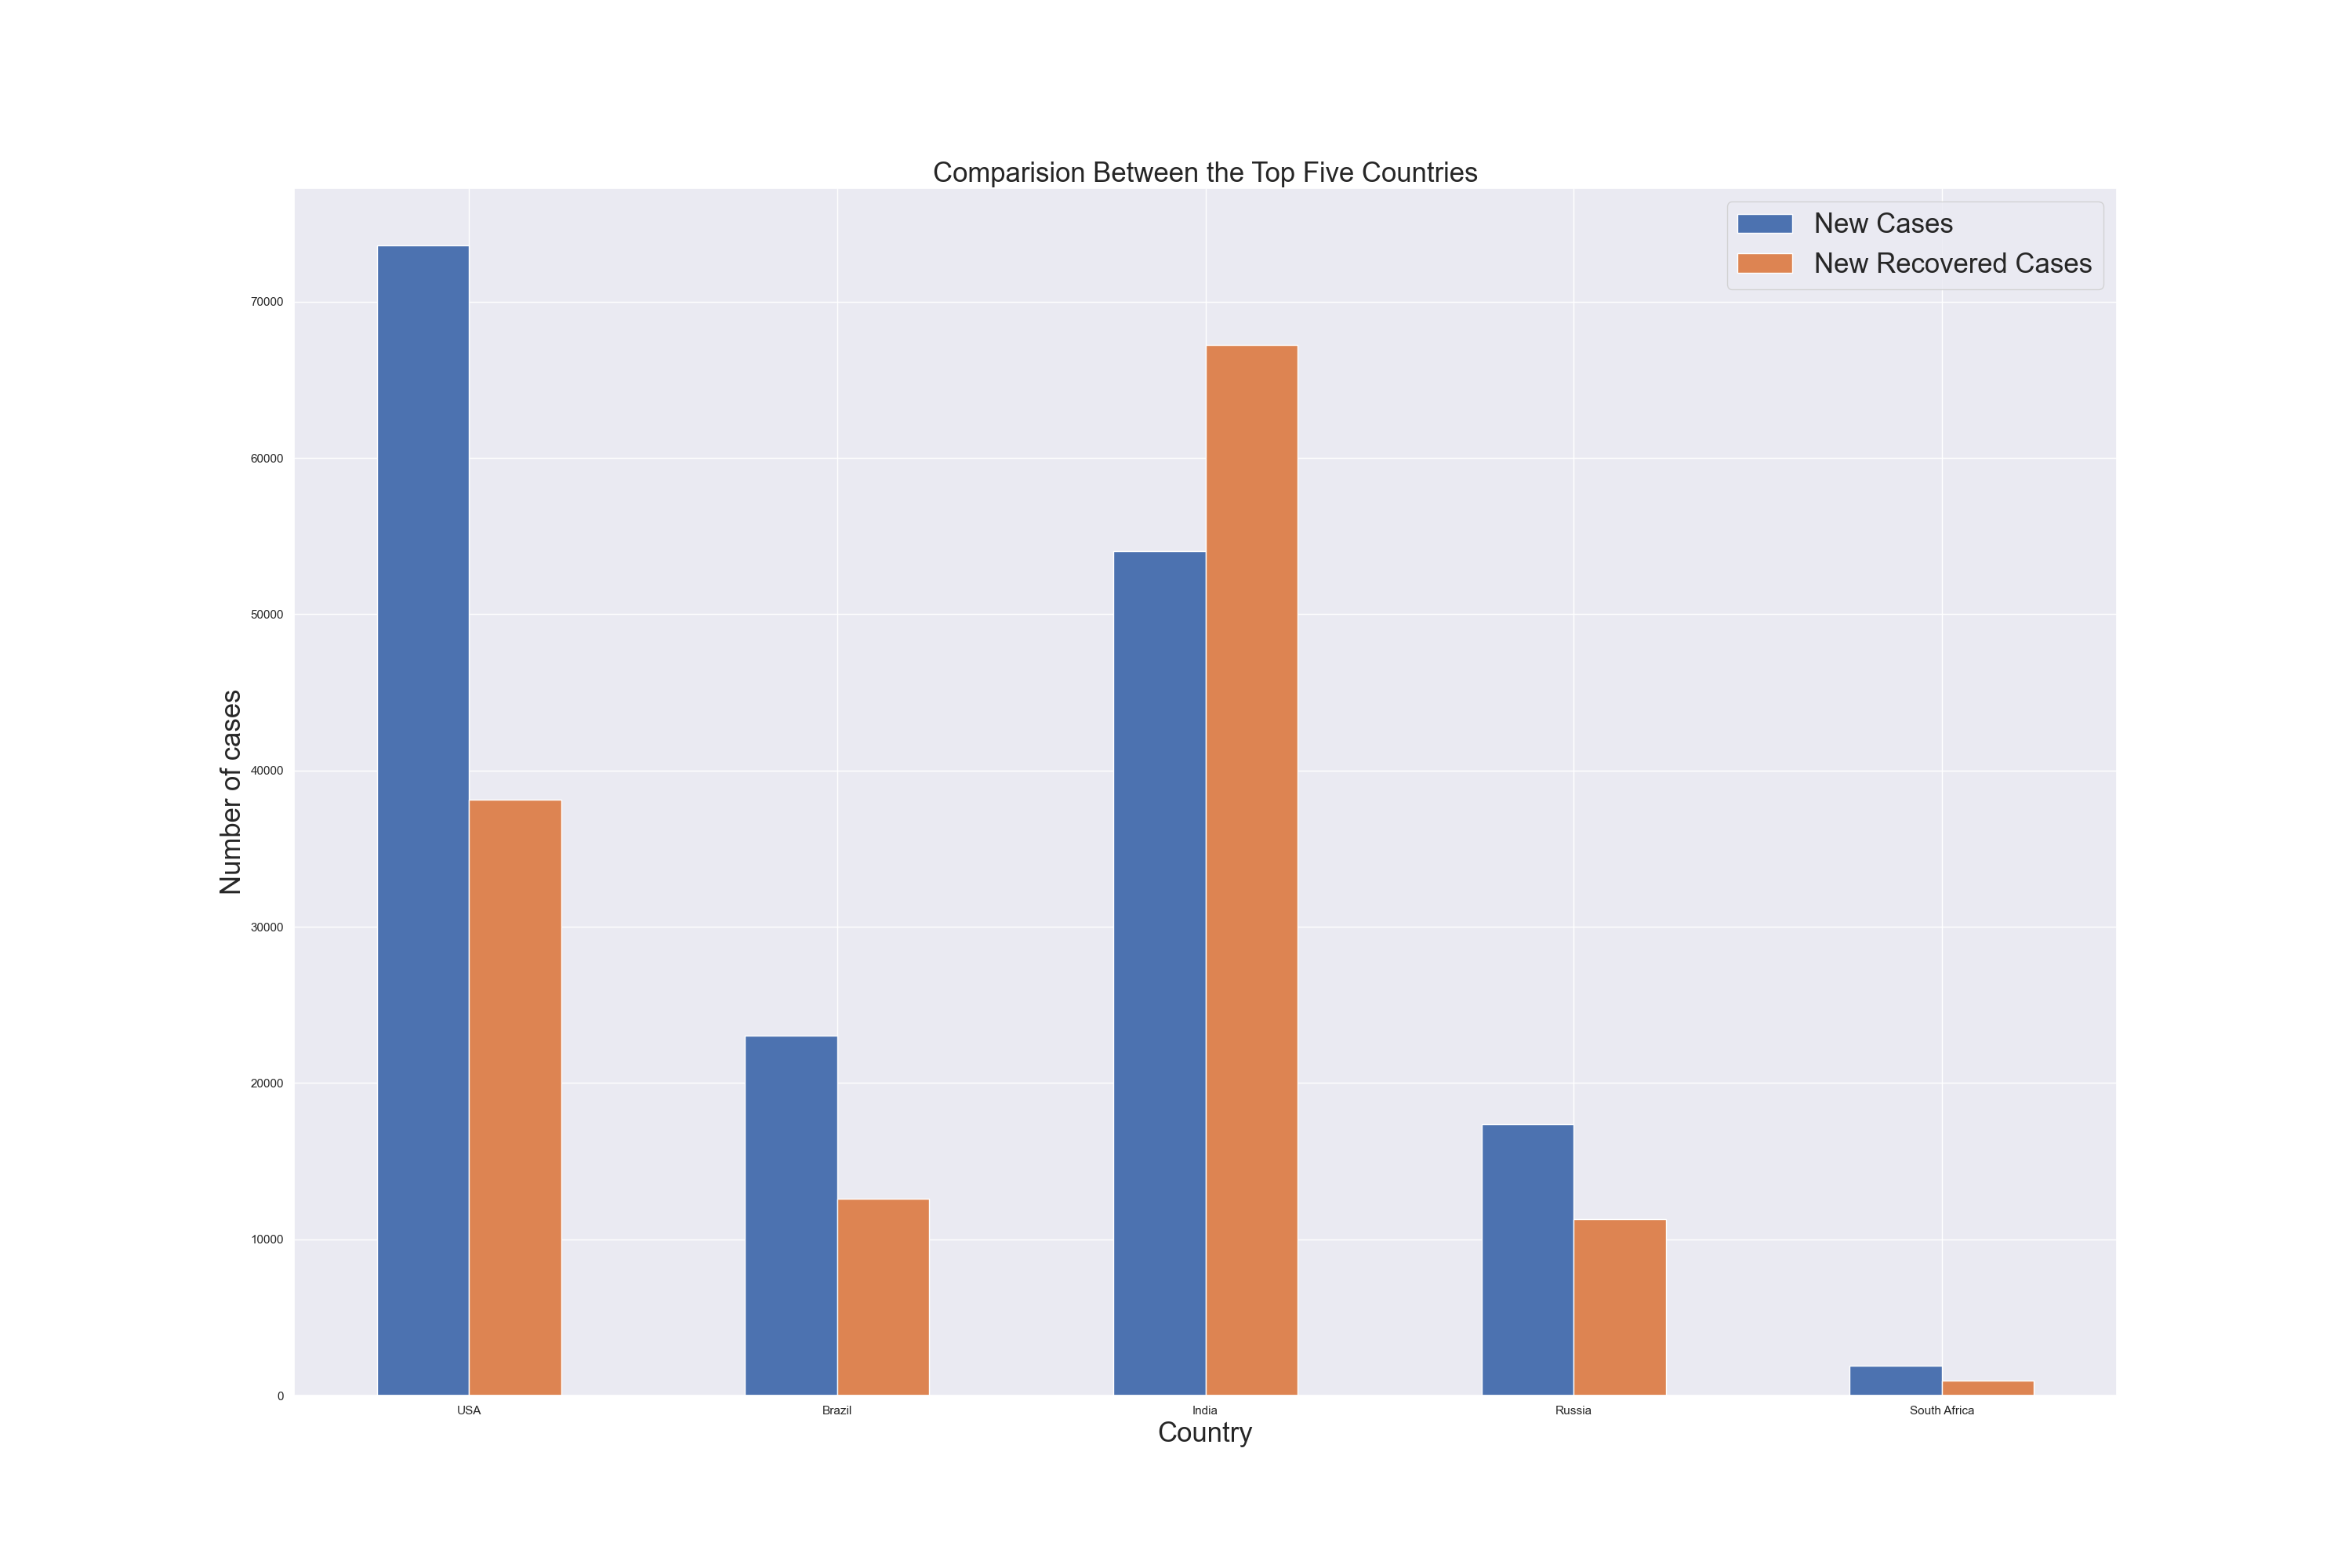 Comparision Between the Top Five Countries
New Cases
New Recovered Cases
Number of cases
70000
60000
50000
40000
30000
20000
10000
0
USA
Brazil
India
Russia
South Africa
Country